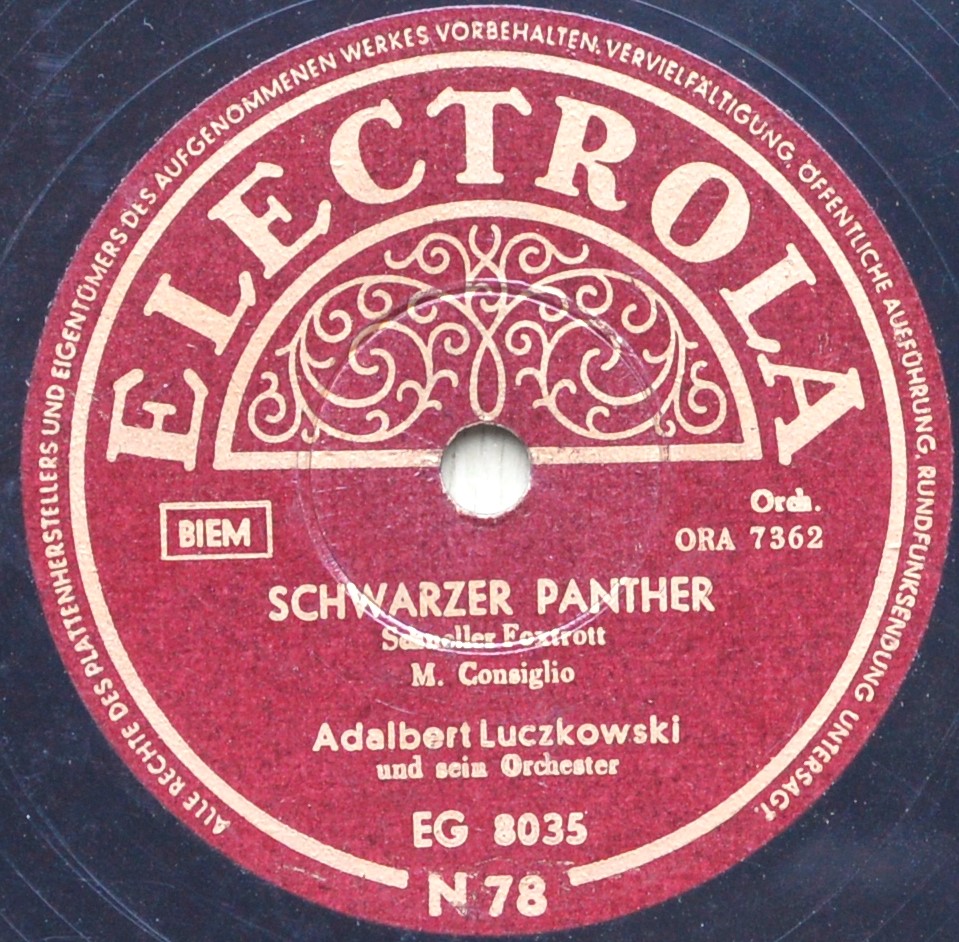 ALLE RECHTE DES PLATTENHERSTELLERS UND EIGENTÜMERS DES AUFGENOMMENEN WERKES VORBEHALTEN. VERVIELFÄLTIGUNG, ÖFFENTLICHE AUFFÜHRUNG, RUNDFUNKSENDUNG UNTERSAGT.
ELECTROLA
BIEM
Orch.
ORA 7362
SCHWARZER PANTHER
Schneller Foxtrott
M. Consiglio
Adalbert Luczkowski
und sein Orchester
EG 8035
N 78